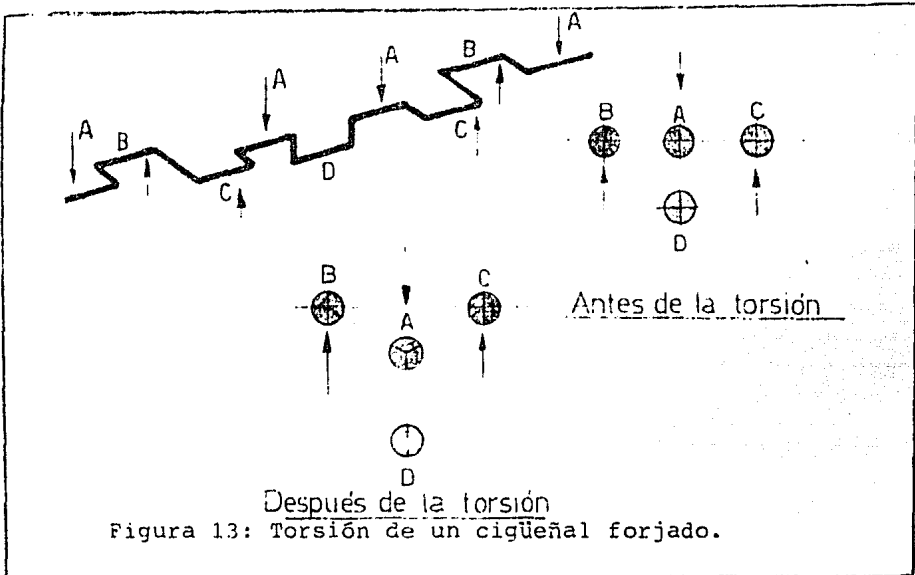 A
B
A
A
B
A
C
D
C
B
A
C
D
Antes de la torsión
B
C
A
D
Después de la torsión
Figura 13: Torsión de un cigüeñal forjado.